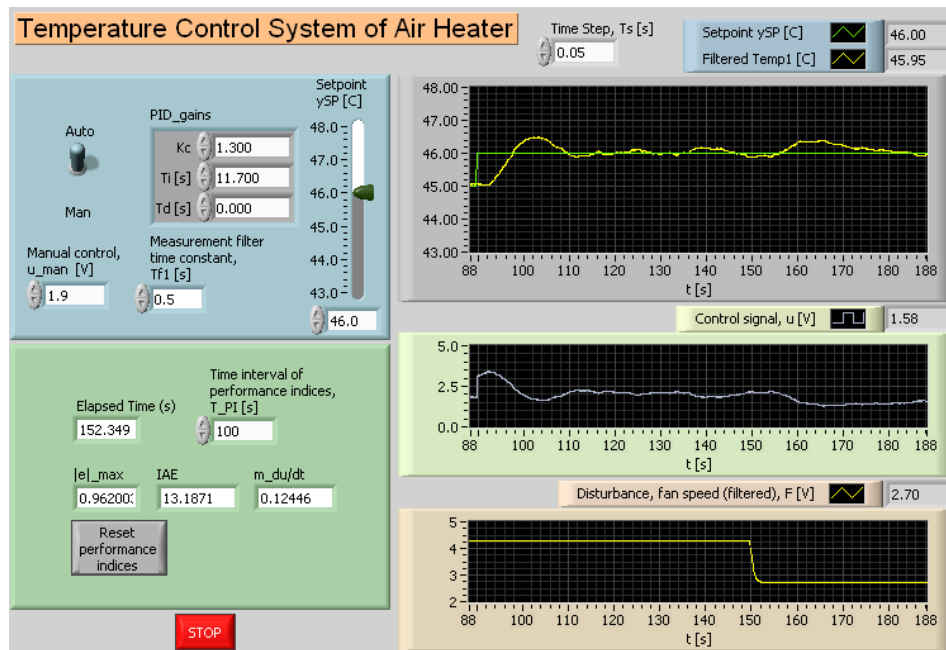 Temperature Control System of Air Heater
Time Step, Ts [s]
0.05
Setpoint ySP [C]
46.00
Filtered Temp1 [C]
45.95
Auto
Man
PID_gains
Kc
1.300
Ti [s]
11.700
Td [s]
0.000
Setpoint
ySP [C]
48.0
47.0
46.0
45.0
44.0
43.0
46.0
Manual control,
u_man [V]
1.9
Measurement filter
time constant,
Tf1 [s]
0.5
48.00
47.00
46.00
45.00
44.00
43.00
88 100 110 120 130 140 150 160 170 180 188
t [s]
Control signal, u [V]
1.58
5.0
2.5
0.0
88 100 110 120 130 140 150 160 170 180 188
t [s]
Elapsed Time (s)
152.349
Time interval of
performance indices,
T_PI [s]
100
|e|_max
0.96200
IAE
13.1871
m_du/dt
0.12446
Reset
performance
indices
STOP
Disturbance, fan speed (filtered), F [V]
2.70
5
4
3
2
88 100 110 120 130 140 150 160 170 180 188
t [s]